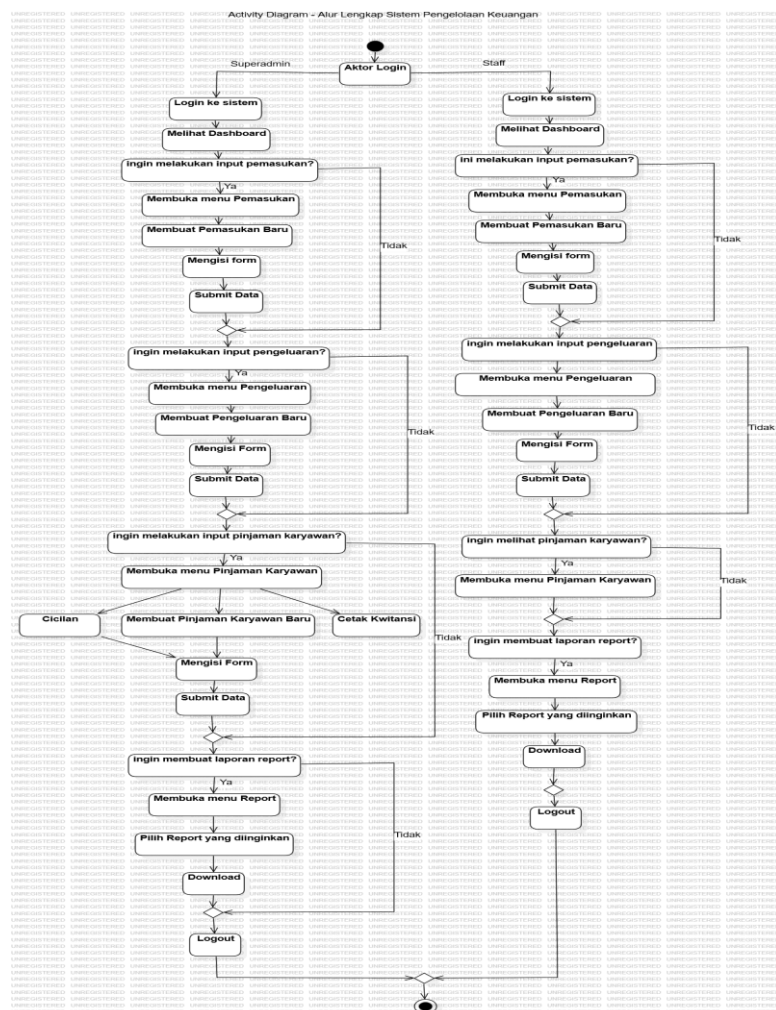 Activity Diagram - Alur Lengkap Sistem Pengelolaan Keuangan
Aktor Login
Superadmin
Login ke sistem
Melihat Dashboard
ingin melakukan input pemasukan?
Ya
Membuka menu Pemasukan
Membuat Pemasukan Baru
Tidak
Mengisi form
Submit Data
ingin melakukan input pengeluaran?
Ya
Membuka menu Pengeluaran
Membuat Pengeluaran Baru
Tidak
Mengisi Form
Submit Data
ingin melakukan input pinjaman karyawan?
Ya
Membuka menu Pinjaman Karyawan
Cicilan
Membuat Pinjaman Karyawan Baru
Cetak Kwitansi
Tidak
Mengisi Form
Submit Data
ingin membuat laporan report?
Ya
Membuka menu Report
Tidak
Pilih Report yang diinginkan
Download
Logout
Staff
Login ke sistem
Melihat Dashboard
ini melakukan input pemasukan?
Ya
Membuka menu Pemasukan
Membuat Pemasukan Baru
Tidak
Mengisi form
Submit Data
ingin melakukan input pengeluaran
Membuka menu Pengeluaran
Membuat Pengeluaran Baru
Tidak
Mengisi Form
Submit Data
ingin melihat pinjaman karyawan?
Ya
Membuka menu Pinjaman Karyawan
Tidak
ingin membuat laporan report?
Ya
Membuka menu Report
Pilih Report yang diinginkan
Download
Logout
UNREGISTERED